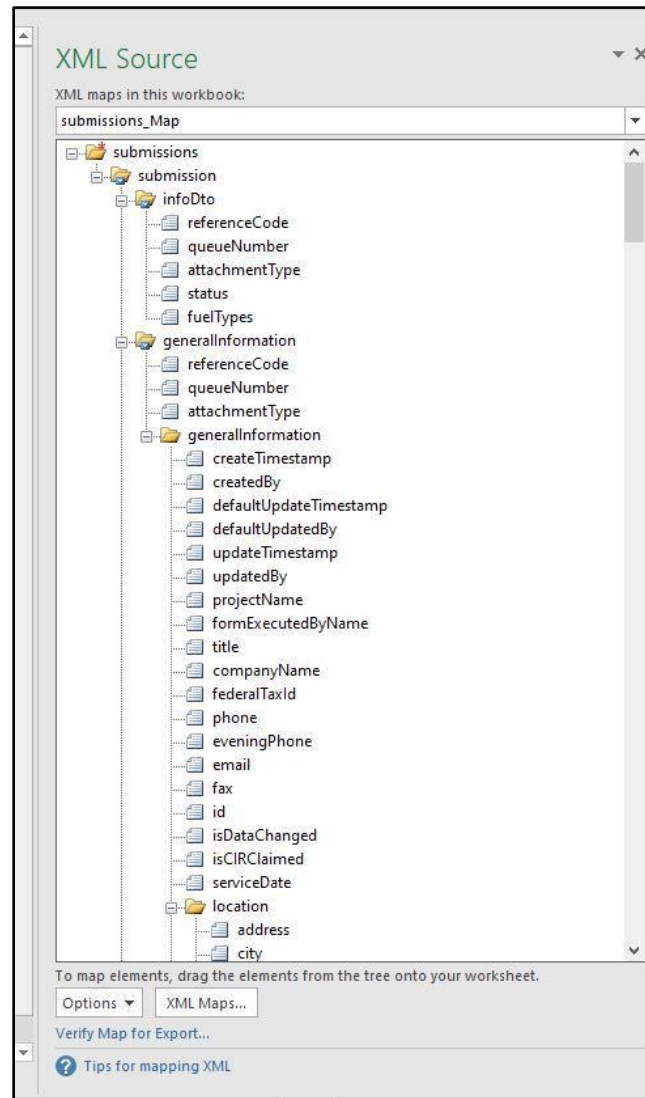 XML Source
XML maps in this workbook:
submissions_Map
submissions
submission
infoDto
referenceCode
queueNumber
attachmentType
status
fuelTypes
generalInformation
referenceCode
queueNumber
attachmentType
generalInformation
createTimestamp
createdBy
defaultUpdateTimestamp
defaultUpdatedBy
updateTimestamp
updatedBy
projectName
formExecutedByName
title
companyName
federalTaxId
phone
eveningPhone
email
fax
id
isDataChanged
isCIRClaimed
serviceDate
location
address
city
To map elements, drag the elements from the tree onto your worksheet.
Options XML Maps...
Verify Map for Export...
? Tips for mapping XML